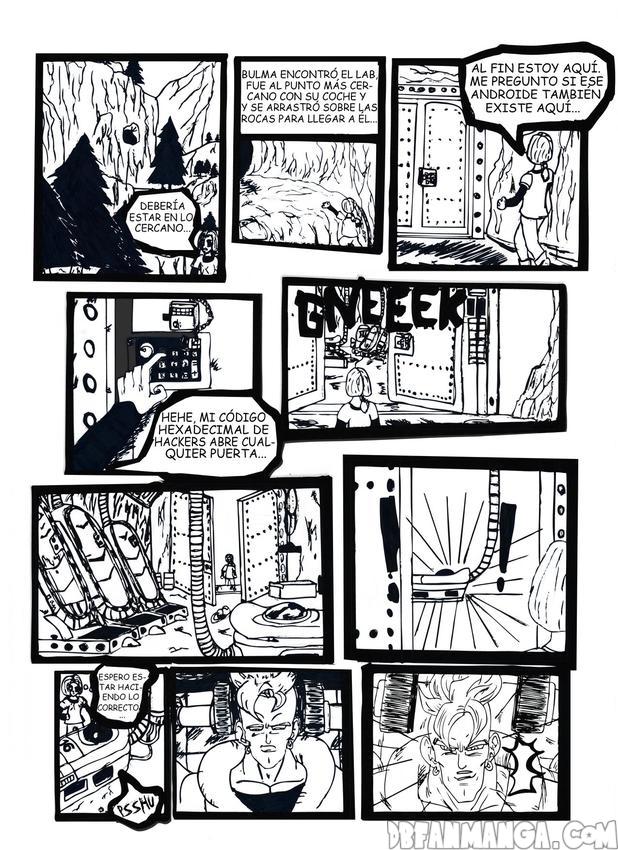 DEBERÍA
ESTAR EN LO
CERCANO...
BULMA ENCONTRÓ EL LAB,
FUE AL PUNTO MÁS CER-
CANO CON SU COCHE Y
Y SE ARRASTRÓ SOBRE LAS
ROCAS PARA LLEGAR A ÉL...
AL FIN ESTOY AQUÍ.
ME PREGUNTO SI ESE
ANDROIDE TAMBIÉN
EXISTE AQUÍ...
HEHE, MI CÓDIGO
HEXADECIMAL DE
HACKERS ABRE CUAL-
QUIER PUERTA...
GNEEEK
!
!
ESPERO ES-
TAR HACI-
ENDO LO
CORRECTO
...
PSSHU
DBFANMANGA.COM